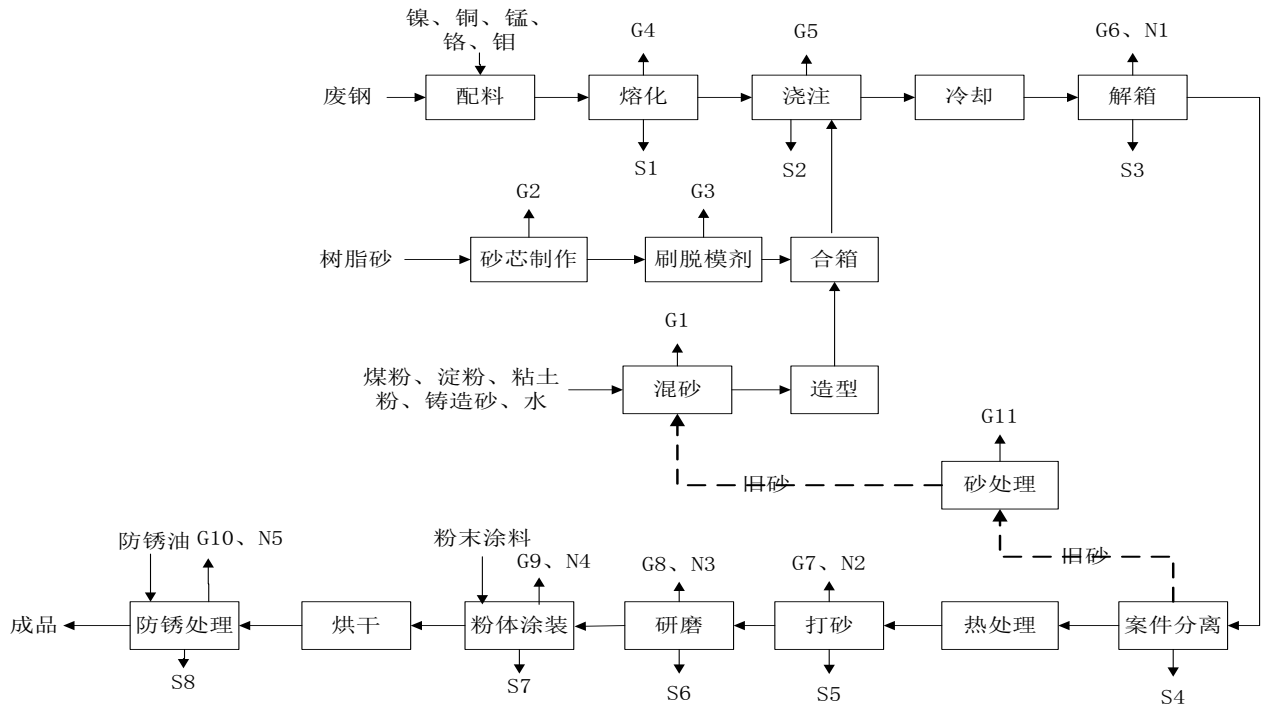 镍、铜、锰、
铬、钼
G4
G5
G6、N1
废钢
配料
熔化
浇注
冷却
解箱
S1
S2
S3
G2
G3
树脂砂
砂芯制作
刷脱模剂
合箱
G1
煤粉、淀粉、粘土
粉、铸造砂、水
混砂
造型
G11
旧砂
砂处理
旧砂
防锈油
G10、N5
粉末涂料
G9、N4
G8、N3
G7、N2
成品
防锈处理
烘干
粉体涂装
研磨
打砂
热处理
案件分离
S8
S7
S6
S5
S4